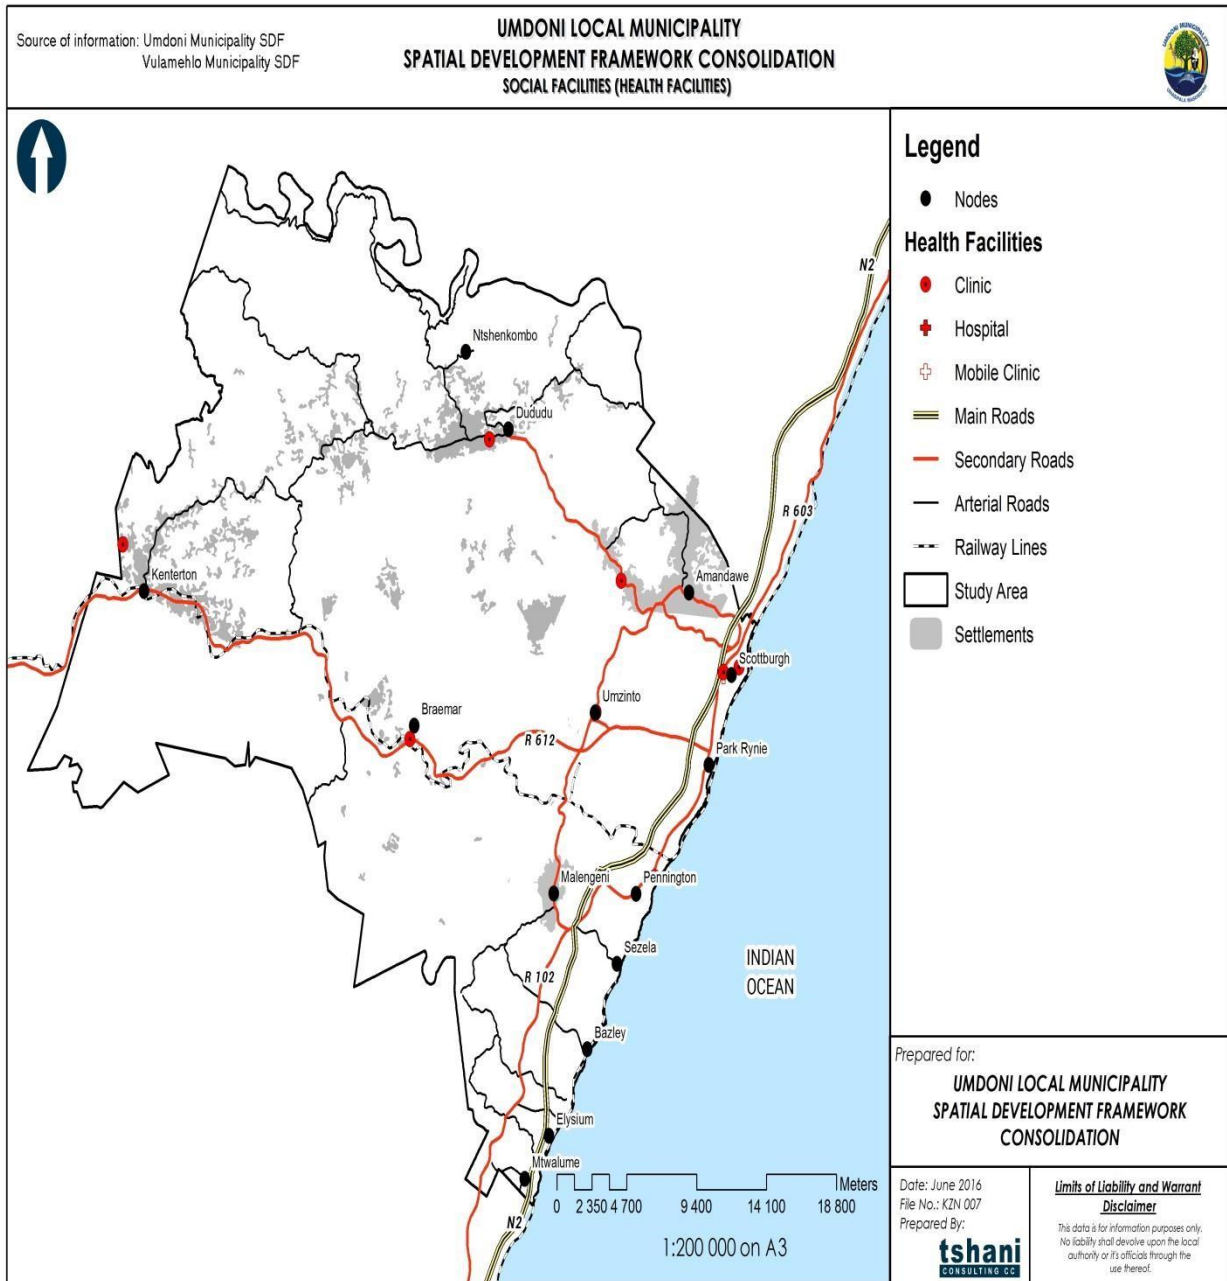 Source of information: Umdoni Municipality SDF
Vulamehlo Municipality SDF
UMDONI LOCAL MUNICIPALITY
SPATIAL DEVELOPMENT FRAMEWORK CONSOLIDATION
SOCIAL FACILITIES (HEALTH FACILITIES)
UMDONI MUNICIPALITY
Legend
Nodes
Health Facilities
Clinic
Hospital
Mobile Clinic
Main Roads
Secondary Roads
Arterial Roads
Railway Lines
Study Area
Settlements
N2
Ntshenkombo
Dududu
R 603
Kenterton
Amandawe
Scottburgh
Umzinto
Braemar
R 612
Park Rynie
Malengeni
Pennington
Sezela
INDIAN
OCEAN
R 102
Bazley
Elysium
Mtwalume
N2
Meters
0 2 350 4 700 9 400 14 100 18 800
1:200 000 on A3
Prepared for:
UMDONI LOCAL MUNICIPALITY
SPATIAL DEVELOPMENT FRAMEWORK
CONSOLIDATION
Date: June 2016
File No.: KZN 007
Prepared By:
tshani
CONSULTING CC
Limits of Liability and Warrant
Disclaimer
This data is for information purposes only.
No liability shall devolve upon the local
authority or it's officials through the
use thereof.